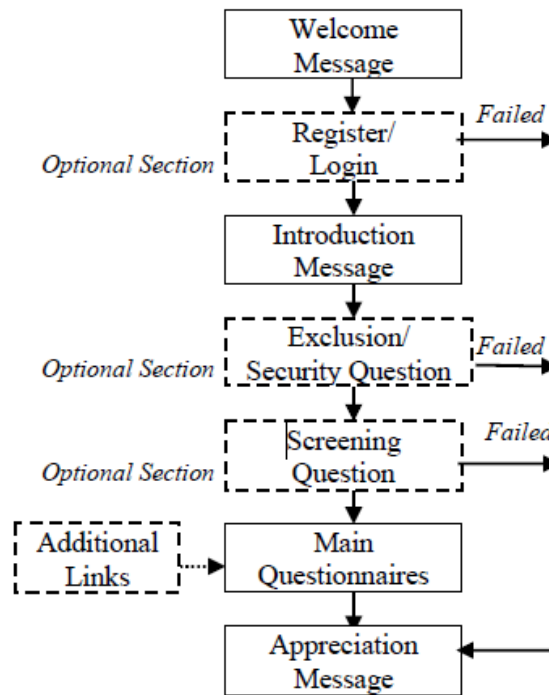 Welcome
Message
Failed
Register/
Login
Optional Section
Introduction
Message
Exclusion/
Security Question
Failed
Optional Section
Screening
Question
Failed
Optional Section
Additional
Links
Main
Questionnaires
Appreciation
Message